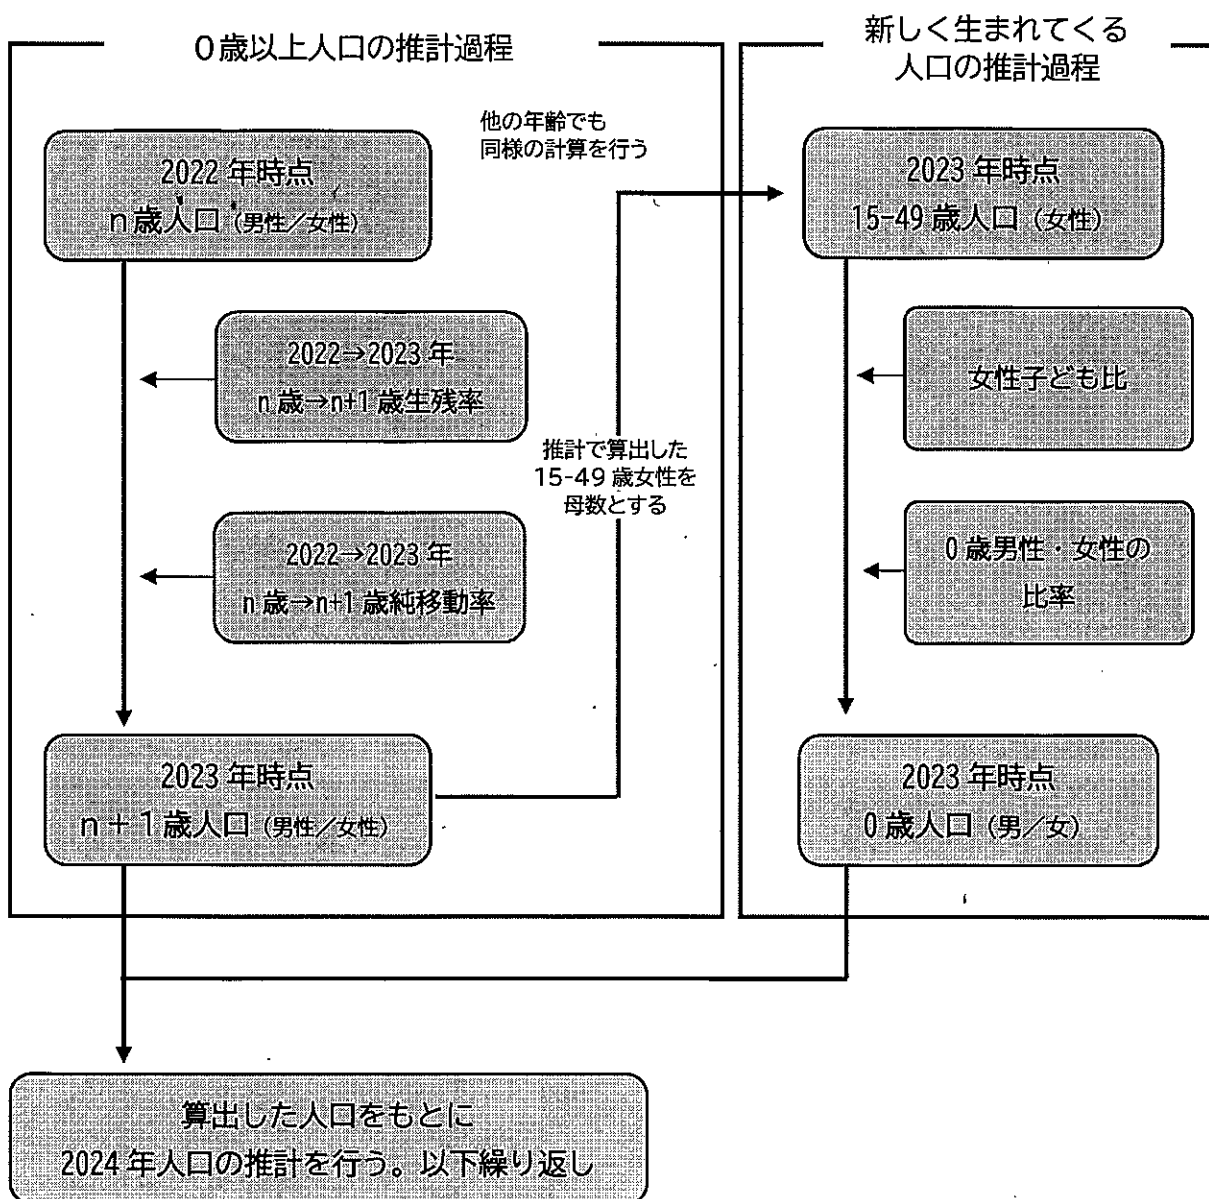 0歳以上人口の推計過程
他の年齢でも
同様の計算を行う
2022年時点
n歳人口(男性/女性)
2022→2023年
n歳→n+1歳生残率
2022→2023年
n歳→n+1歳純移動率
2023年時点
n+1歳人口(男性/女性)
推計で算出した
15-49歳女性を
母数とする
新しく生まれてくる
人口の推計過程
2023年時点
15-49歳人口(女性)
女性子ども比
0歳男性・女性の
比率
2023年時点
0歳人口(男/女)
算出した人口をもとに
2024年人口の推計を行う。以下繰り返し